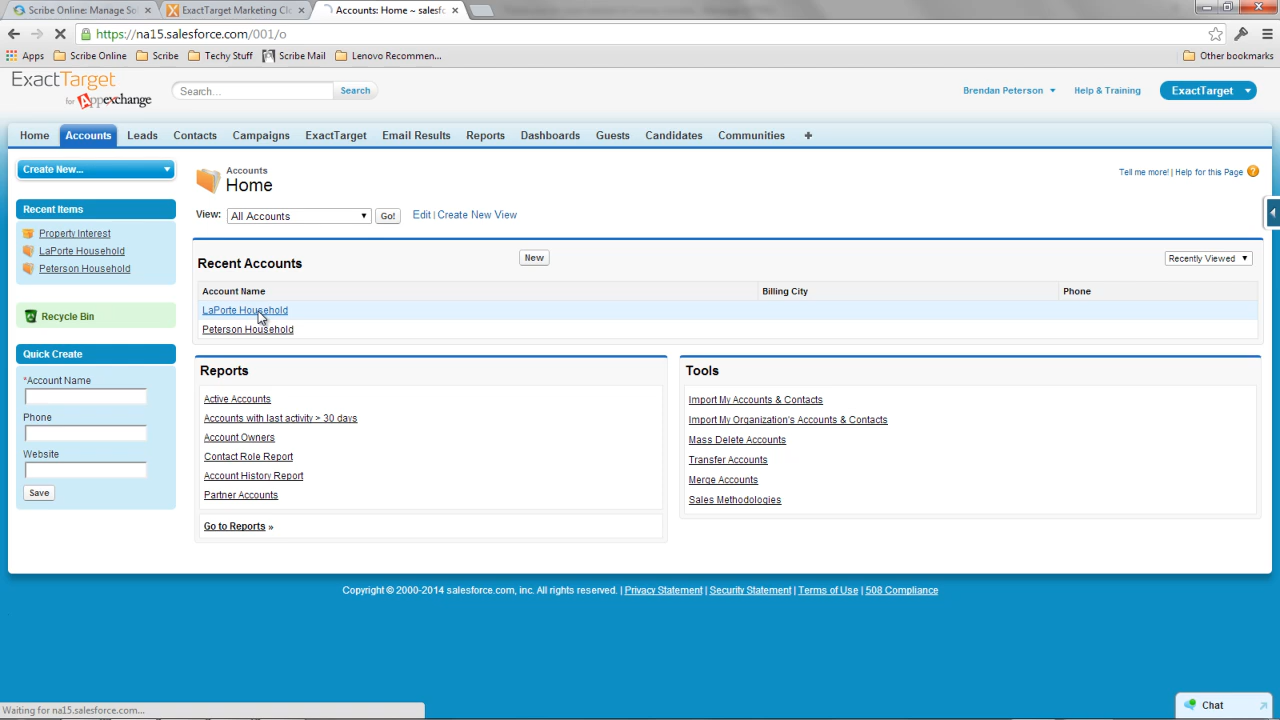 Scribe Online: Manage So
ExactTarget Marketing Cl
Accounts: Home ~ salesfo
https://na15.salesforce.com/001/o
Apps
Scribe Online
Scribe
Techy Stuff
Scribe Mail
Lenovo Recommen...
Other bookmarks
ExactTarget
for AppExchange
Search...
Search
Brendan Peterson
Help & Training
ExactTarget
Home
Accounts
Leads
Contacts
Campaigns
ExactTarget
Email Results
Reports
Dashboards
Guests
Candidates
Communities
Create New...
Recent Items
Property Interest
LaPorte Household
Peterson Household
Recycle Bin
Quick Create
*Account Name
Phone
Website
Save
Accounts
Home
Tell me more! | Help for this Page
View:
All Accounts
Go!
Edit | Create New View
Recent Accounts
New
Recently Viewed
Account Name
Billing City
Phone
LaPorte Household
Peterson Household
Reports
Active Accounts
Accounts with last activity > 30 days
Account Owners
Contact Role Report
Account History Report
Partner Accounts
Go to Reports »
Tools
Import My Accounts & Contacts
Import My Organization's Accounts & Contacts
Mass Delete Accounts
Transfer Accounts
Merge Accounts
Sales Methodologies
Copyright © 2000-2014 salesforce.com, inc. All rights reserved. | Privacy Statement | Security Statement | Terms of Use | 508 Compliance
Waiting for na15.salesforce.com...
Chat